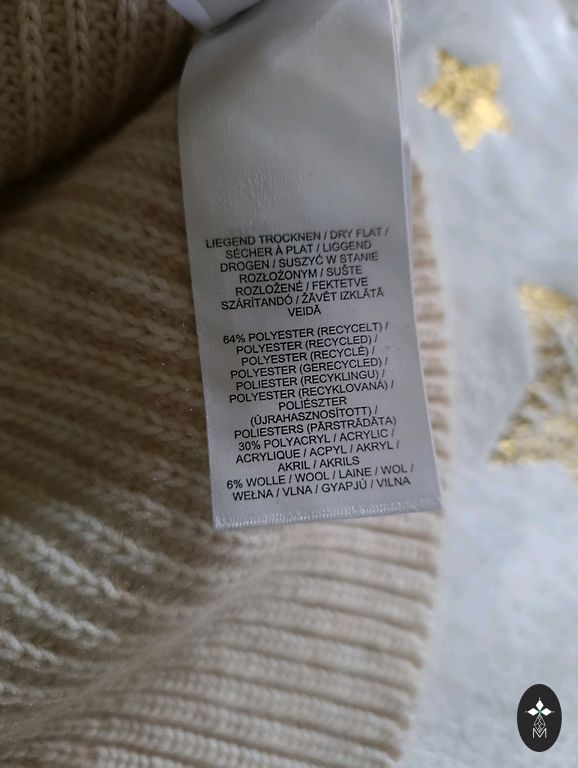 LIEGEND TROCKNEN / DRY FLAT /
SÉCHER À PLAT / LIGGEND
DROGEN / SUSZYĆ W STANIE
ROZŁOŻONYM / SUŠTE
ROZLOŽENÉ / FEKTETVE
SZÁRÍTANDÓ / ŽĀVĒT IZKLĀTĀ
VEIDĀ
64% POLYESTER (RECYCELT) /
POLYESTER (RECYCLED) /
POLYESTER (RECYCLÉ) /
POLYESTER (GERECYCLED) /
POLIESTER (RECYKLINGU) /
POLYESTER (RECYKLOVANÁ) /
POLIÉSZTER
(ÚJRAHASZNOSÍTOTT) /
POLIESTERS (PĀRSTRĀDĀTA)
30% POLYACRYL / ACRYLIC /
ACRYLIQUE / ACPYL / AKRYL /
AKRIL / AKRILS
6% WOLLE / WOOL / LAINE / WOL /
WEŁNA / VLNA / GYAPJÚ / VILNA
M